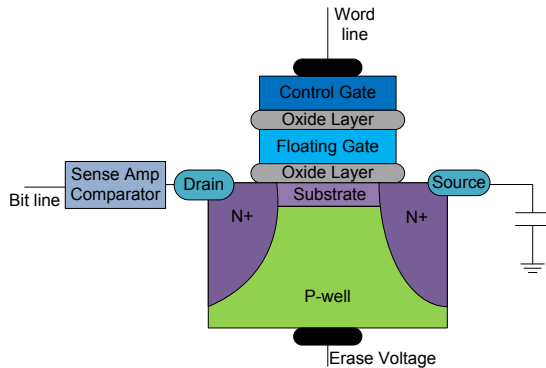 Word
line
Control Gate
Oxide Layer
Floating Gate
Oxide Layer
Sense Amp
Comparator
Drain
Source
Bit line
Substrate
N+
N+
P-well
Erase Voltage